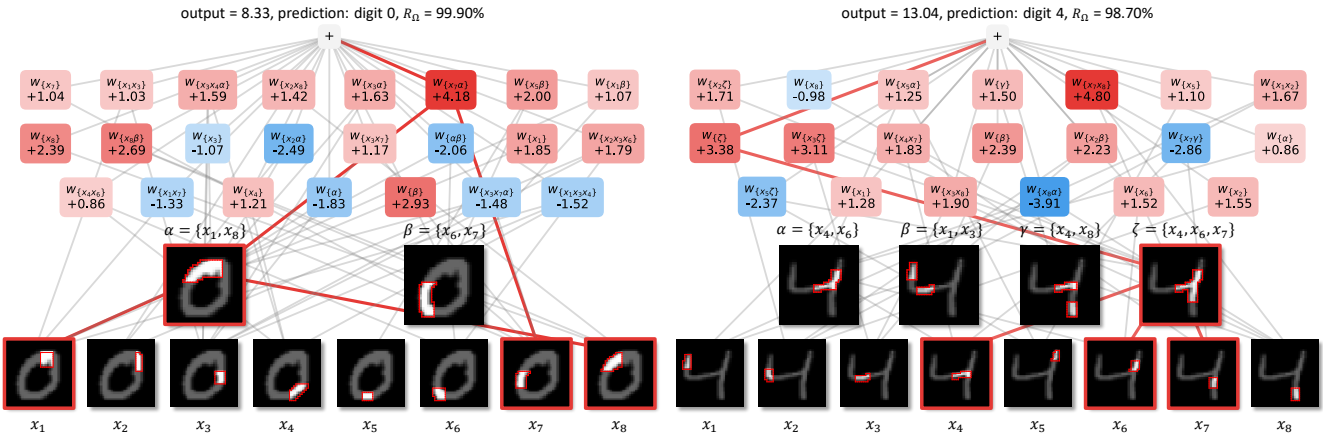 output = 8.33, prediction: digit 0, R_Ω = 99.90%
+
w_{x₇} w_{x₁x₃} w_{x₃x₄α} w_{x₂x₈} w_{x₃α} w_{x₇α} w_{x₅β} w_{x₁β}
+1.04 +1.03 +1.59 +1.42 +1.63 +4.18 +2.00 +1.07
w_{x₈} w_{x₈β} w_{x₃} w_{x₂α} w_{x₃x₇} w_{αβ} w_{x₁} w_{x₂x₃x₆}
+2.39 +2.69 -1.07 -2.49 +1.17 -2.06 +1.85 +1.79
w_{x₄x₆} w_{x₁x₇} w_{x₄} w_{α} w_{β} w_{x₃x₇α} w_{x₁x₃x₄}
+0.86 -1.33 +1.21 -1.83 +2.93 -1.48 -1.52
α = {x₁, x₈} β = {x₆, x₇}
x₁ x₂ x₃ x₄ x₅ x₆ x₇ x₈
output = 13.04, prediction: digit 4, R_Ω = 98.70%
+
w_{x₂ζ} w_{x₈} w_{x₅α} w_{γ} w_{x₇x₈} w_{x₅} w_{x₁x₂}
+1.71 -0.98 +1.25 +1.50 +4.80 +1.10 +1.67
w_{ζ} w_{x₃ζ} w_{x₄x₇} w_{β} w_{x₂β} w_{x₇γ} w_{α}
+3.38 +3.11 +1.83 +2.39 +2.23 -2.86 +0.86
w_{x₅ζ} w_{x₁} w_{x₃x₈} w_{x₈α} w_{x₆} w_{x₂}
-2.37 +1.28 +1.90 -3.91 +1.52 +1.55
α = {x₄, x₆} β = {x₁, x₃} γ = {x₄, x₈} ζ = {x₄, x₆, x₇}
x₁ x₂ x₃ x₄ x₅ x₆ x₇ x₈